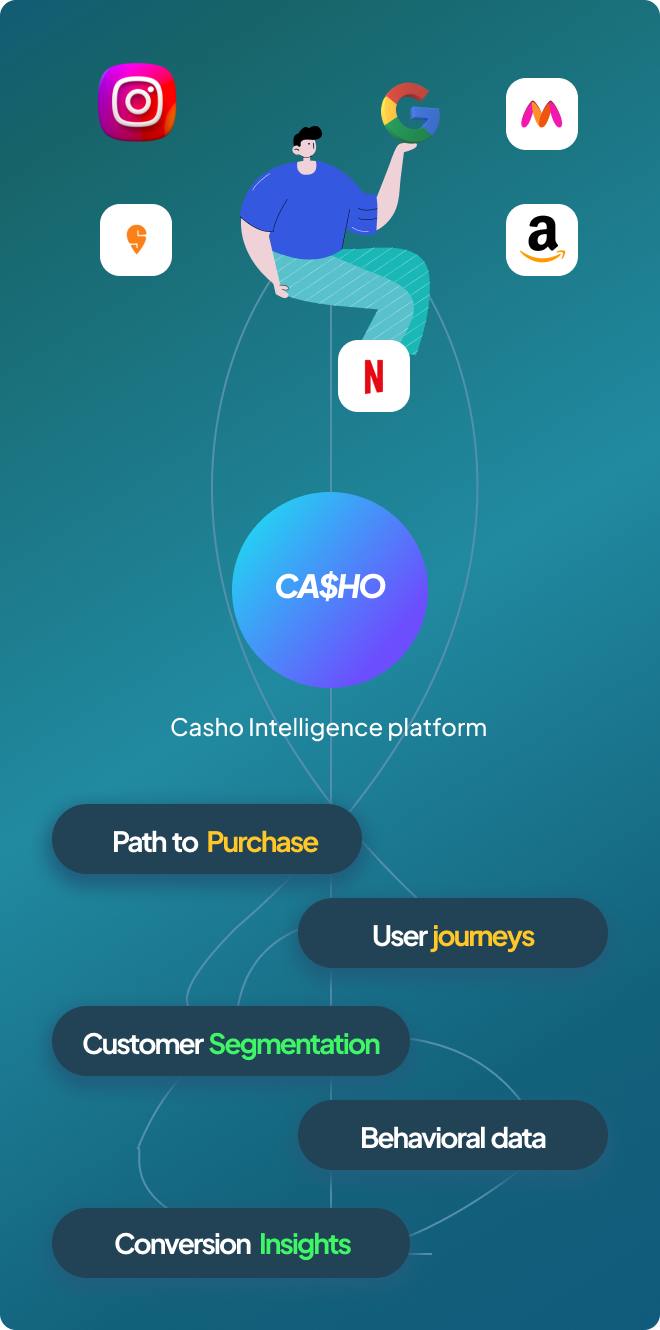 a
N
CA$HO
Casho Intelligence platform
Path to Purchase
User journeys
Customer Segmentation
Behavioral data
Conversion Insights